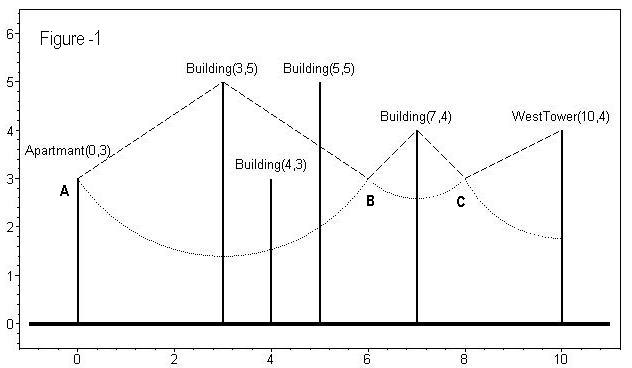 Figure -1
6
Building(3,5) Building(5,5)
5
Building(7,4) WestTower(10,4)
4
Apartmant(0,3)
Building(4,3)
3
A B C
2
1
0
0 2 4 6 8 10